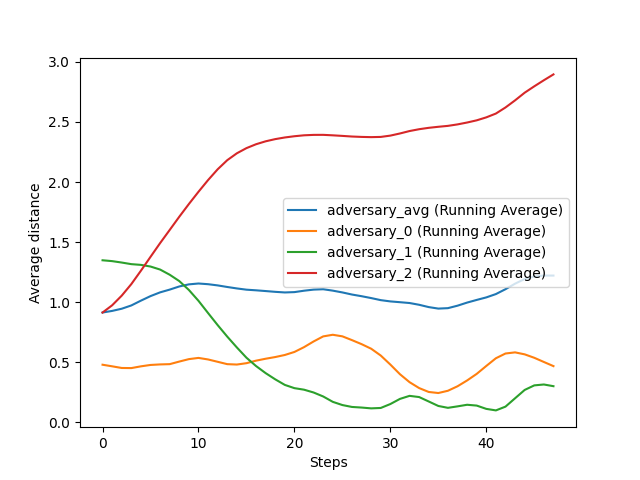 3.0
2.5
2.0
1.5
1.0
0.5
0.0
Average distance
adversary_avg (Running Average)
adversary_0 (Running Average)
adversary_1 (Running Average)
adversary_2 (Running Average)
0 10 20 30 40
Steps